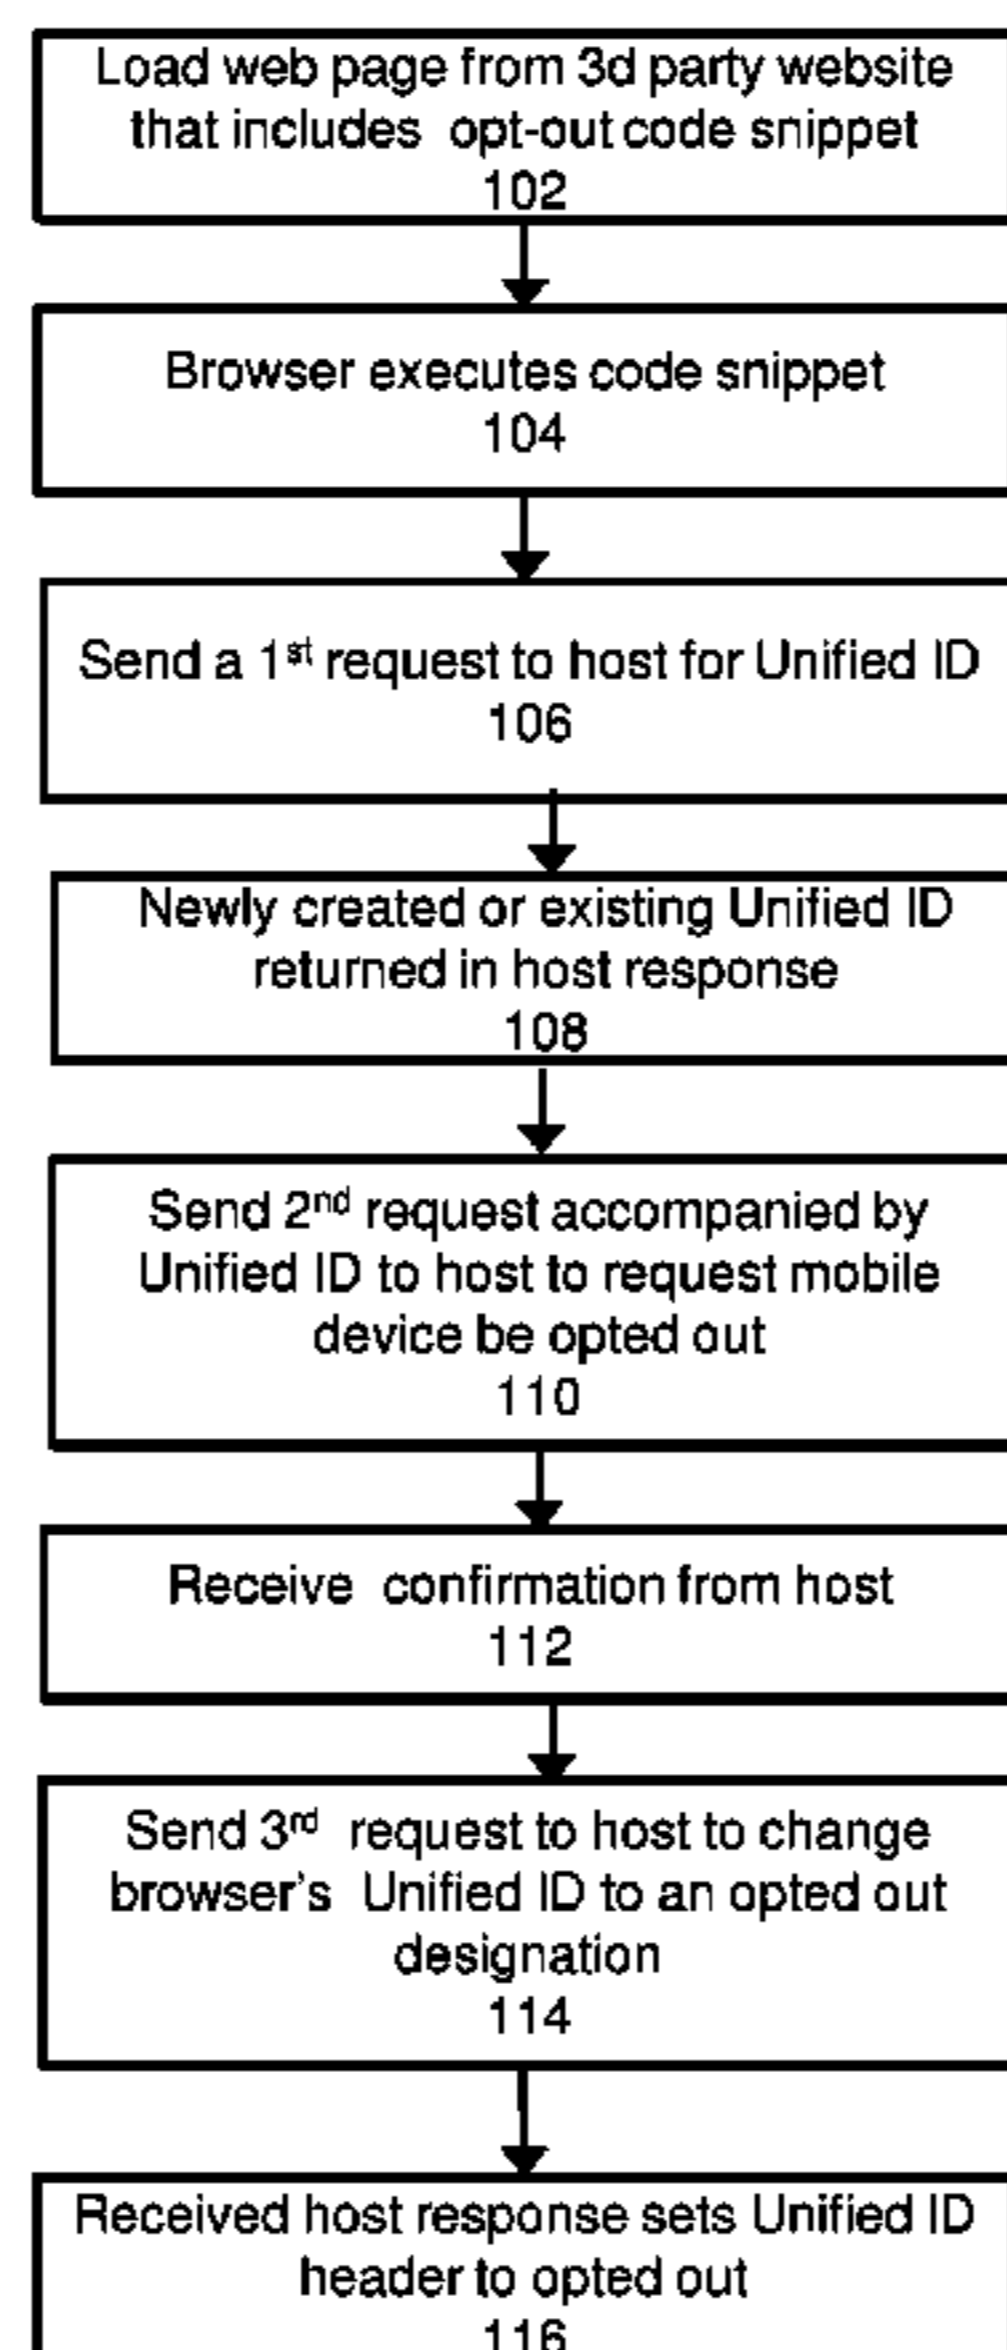 Load web page from 3d party website
that includes opt-out code snippet
102
Browser executes code snippet
104
Send a 1st request to host for Unified ID
106
Newly created or existing Unified ID
returned in host response
108
Send 2nd request accompanied by
Unified ID to host to request mobile
device be opted out
110
Receive confirmation from host
112
Send 3rd request to host to change
browser's Unified ID to an opted out
designation
114
Received host response sets Unified ID
header to opted out
116